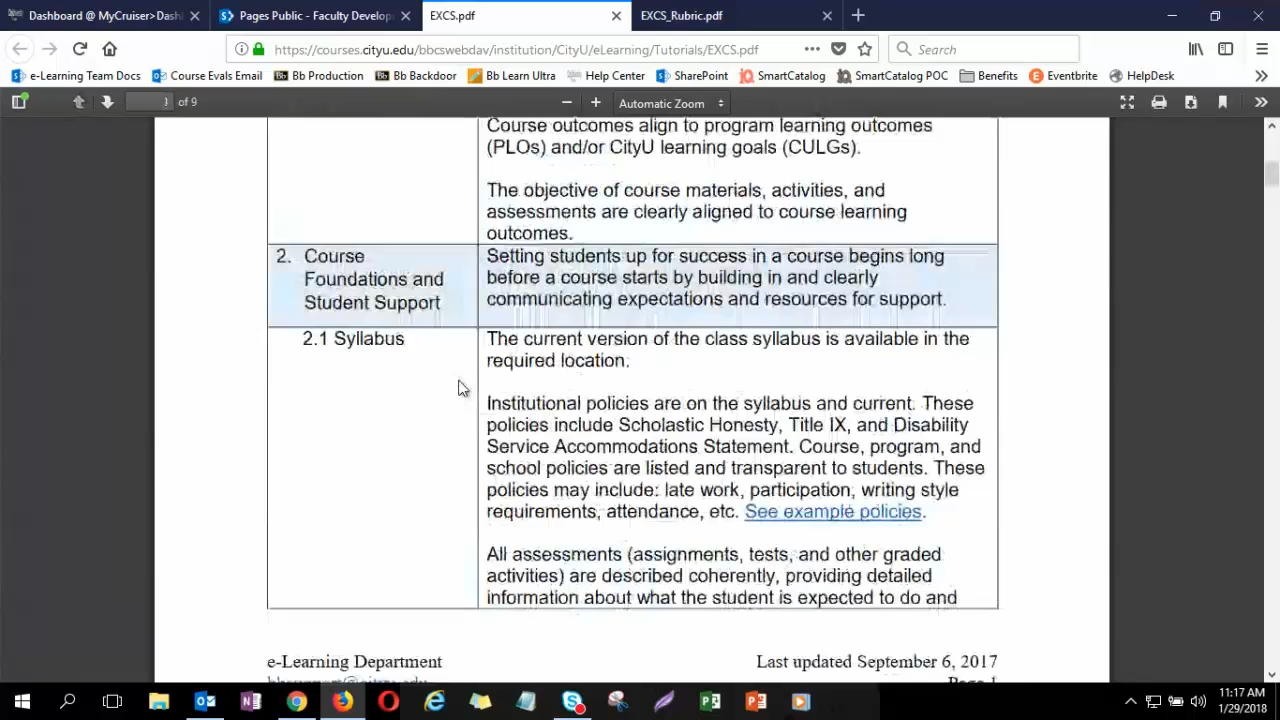 Dashboard @ MyCruiser>Dashl
Pages Public - Faculty Develop
EXCS.pdf
EXCS_Rubric.pdf
https://courses.cityu.edu/bbcswebdav/institution/CityU/eLearning/Tutorials/EXCS.pdf
Search
e-Learning Team Docs
Course Evals Email
Bb Production
Bb Backdoor
Bb Learn Ultra
Help Center
SharePoint
SmartCatalog
SmartCatalog POC
Benefits
Eventbrite
HelpDesk
of 9
Automatic Zoom
Course outcomes align to program learning outcomes
(PLOs) and/or CityU learning goals (CULGs).
The objective of course materials, activities, and
assessments are clearly aligned to course learning
outcomes.
2. Course
Foundations and
Student Support
Setting students up for success in a course begins long
before a course starts by building in and clearly
communicating expectations and resources for support.
2.1 Syllabus
The current version of the class syllabus is available in the
required location.
Institutional policies are on the syllabus and current. These
policies include Scholastic Honesty, Title IX, and Disability
Service Accommodations Statement. Course, program, and
school policies are listed and transparent to students. These
policies may include: late work, participation, writing style
requirements, attendance, etc. See example policies.
All assessments (assignments, tests, and other graded
activities) are described coherently, providing detailed
information about what the student is expected to do and
e-Learning Department
Last updated September 6, 2017
Page 1
11:17 AM
1/29/2018